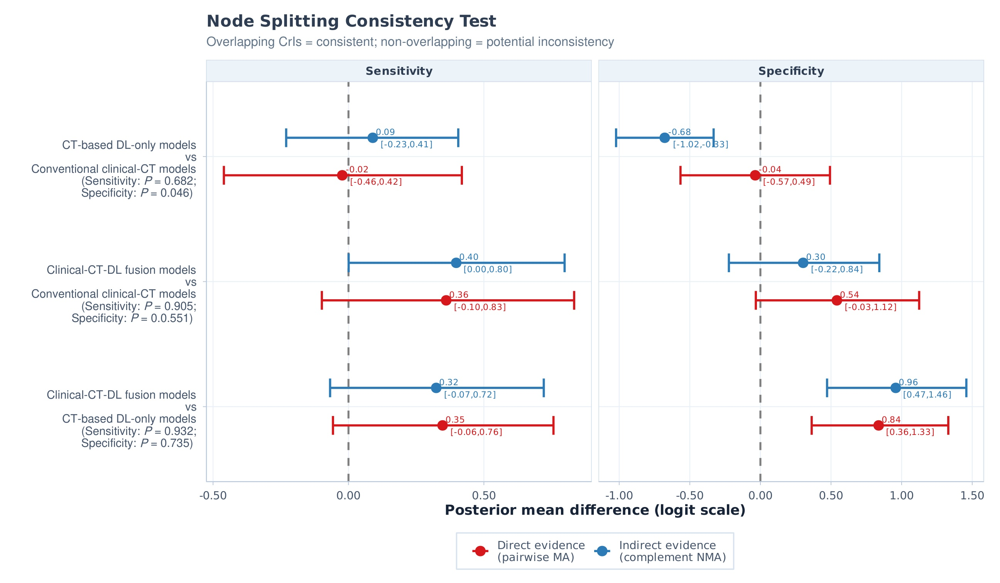 Node Splitting Consistency Test
Overlapping CrIs = consistent; non-overlapping = potential inconsistency
Sensitivity
Specificity
CT-based DL-only models
vs
Conventional clinical-CT models
(Sensitivity: P = 0.682;
Specificity: P = 0.046)
0.09
[-0.23,0.41]
-0.02
[-0.46,0.42]
-0.68
[-1.02,-0.33]
-0.04
[-0.57,0.49]
Clinical-CT-DL fusion models
vs
Conventional clinical-CT models
(Sensitivity: P = 0.905;
Specificity: P = 0.0.551)
0.40
[0.00,0.80]
0.36
[-0.10,0.83]
0.30
[-0.22,0.84]
0.54
[-0.03,1.12]
Clinical-CT-DL fusion models
vs
CT-based DL-only models
(Sensitivity: P = 0.932;
Specificity: P = 0.735)
0.32
[-0.07,0.72]
0.35
[-0.06,0.76]
0.96
[0.47,1.46]
0.84
[0.36,1.33]
-0.50 0.00 0.50
-1.00 -0.50 0.00 0.50 1.00 1.50
Posterior mean difference (logit scale)
Direct evidence
(pairwise MA)
Indirect evidence
(complement NMA)